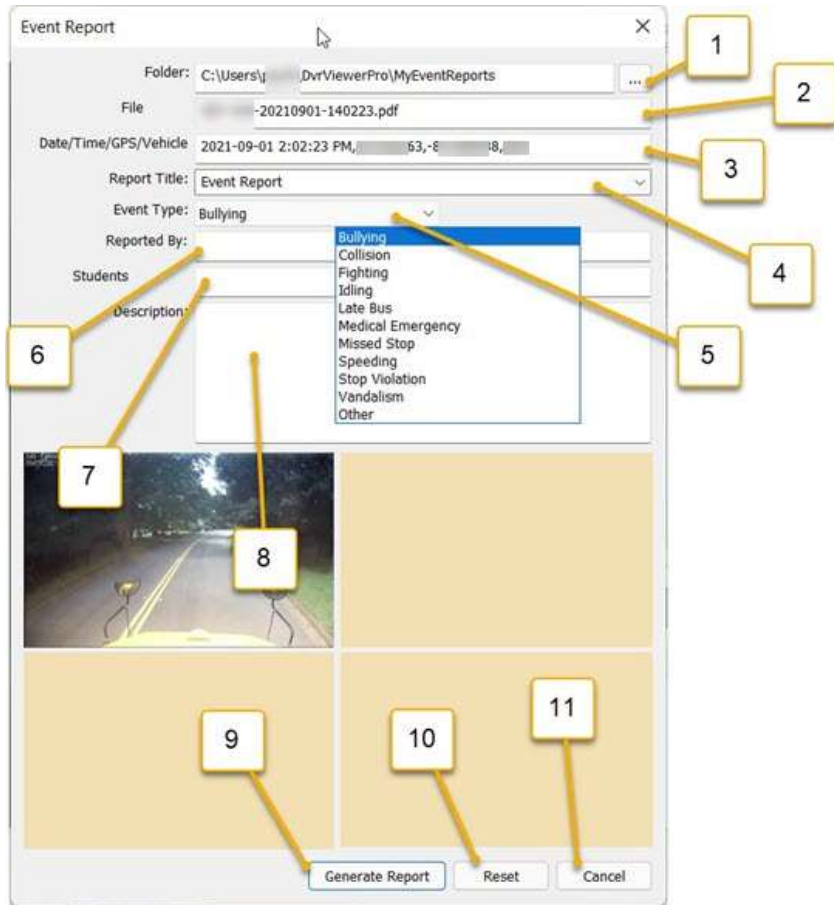 Event Report
1
Folder: C:\Users\p DvrViewerPro\MyEventReports ...
2
File -20210901-140223.pdf
Date/Time/GPS/Vehicle 2021-09-01 2:02:23 PM, 63,-8 38,
3
Report Title: Event Report
Event Type: Bullying
4
Reported By:
Bullying
Collision
Fighting
Idling
Late Bus
Medical Emergency
Missed Stop
Speeding
Stop Violation
Vandalism
Other
Students
Description:
5
6
7
8
9
10
11
Generate Report Reset Cancel